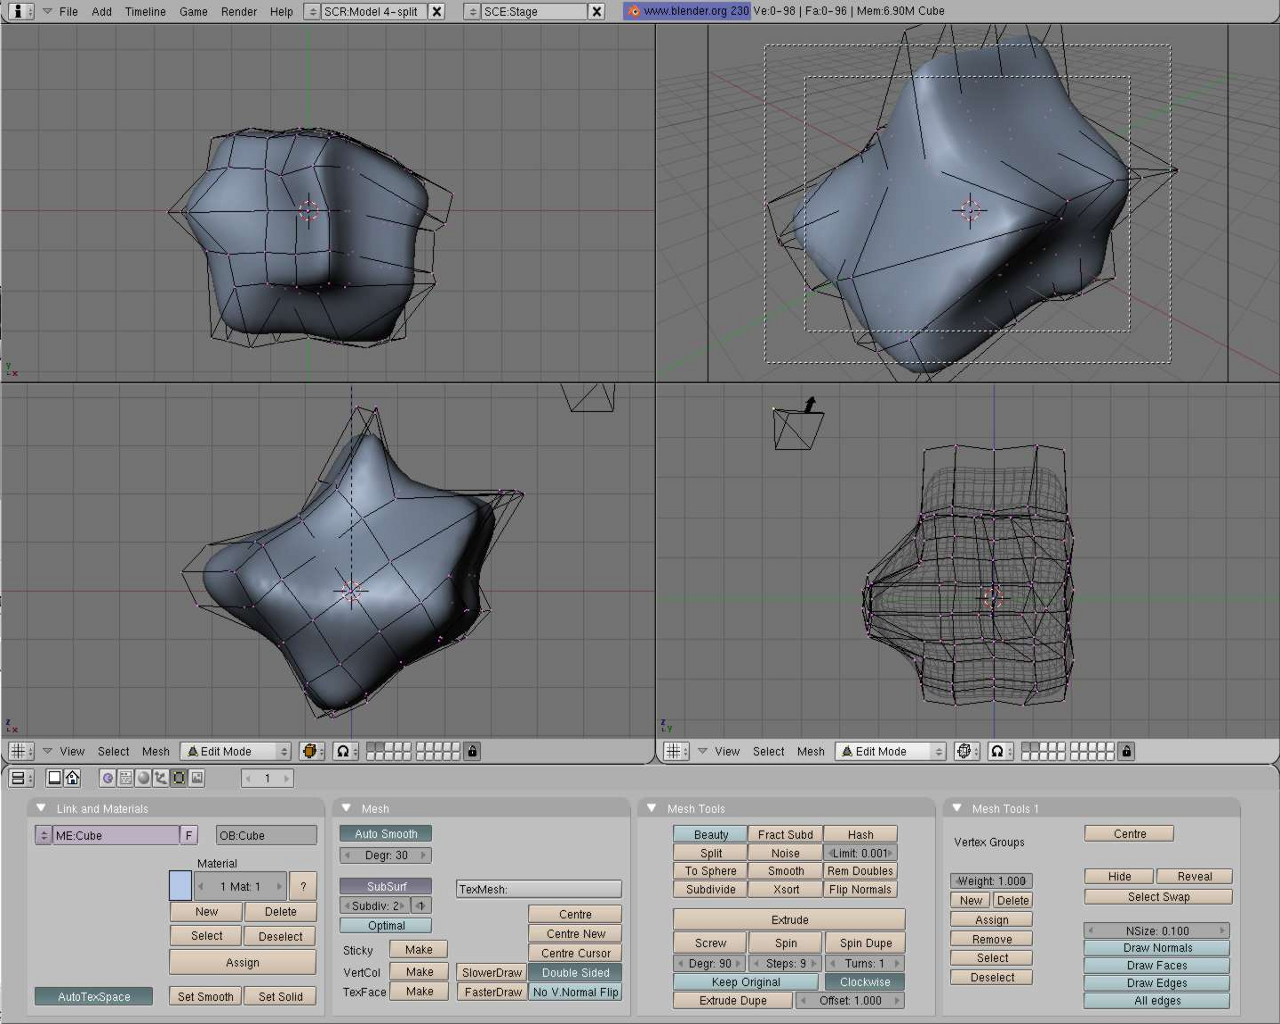 File Add Timeline Game Render Help SCR:Model 4-split SCE:Stage www.blender.org 230 Ve:0-98 | Fa:0-96 | Mem:6.90M Cube
View Select Mesh Edit Mode
View Select Mesh Edit Mode
1
Link and Materials
ME:Cube F OB:Cube
Material
1 Mat: 1 ?
New Delete
Select Deselect
Assign
AutoTexSpace Set Smooth Set Solid
Mesh
Auto Smooth
Degr: 30
SubSurf TexMesh:
Subdiv: 2
Optimal
Centre
Centre New
Centre Cursor
Sticky Make
VertCol Make SlowerDraw Double Sided
TexFace Make FasterDraw No V.Normal Flip
Mesh Tools
Beauty Fract Subd Hash
Split Noise Limit: 0.001
To Sphere Smooth Rem Doubles
Subdivide Xsort Flip Normals
Extrude
Screw Spin Spin Dupe
Degr: 90 Steps: 9 Turns: 1
Keep Original Clockwise
Extrude Dupe Offset: 1.000
Mesh Tools 1
Vertex Groups
Weight: 1.000
New Delete
Assign
Remove
Select
Deselect
Centre
Hide Reveal
Select Swap
NSize: 0.100
Draw Normals
Draw Faces
Draw Edges
All edges